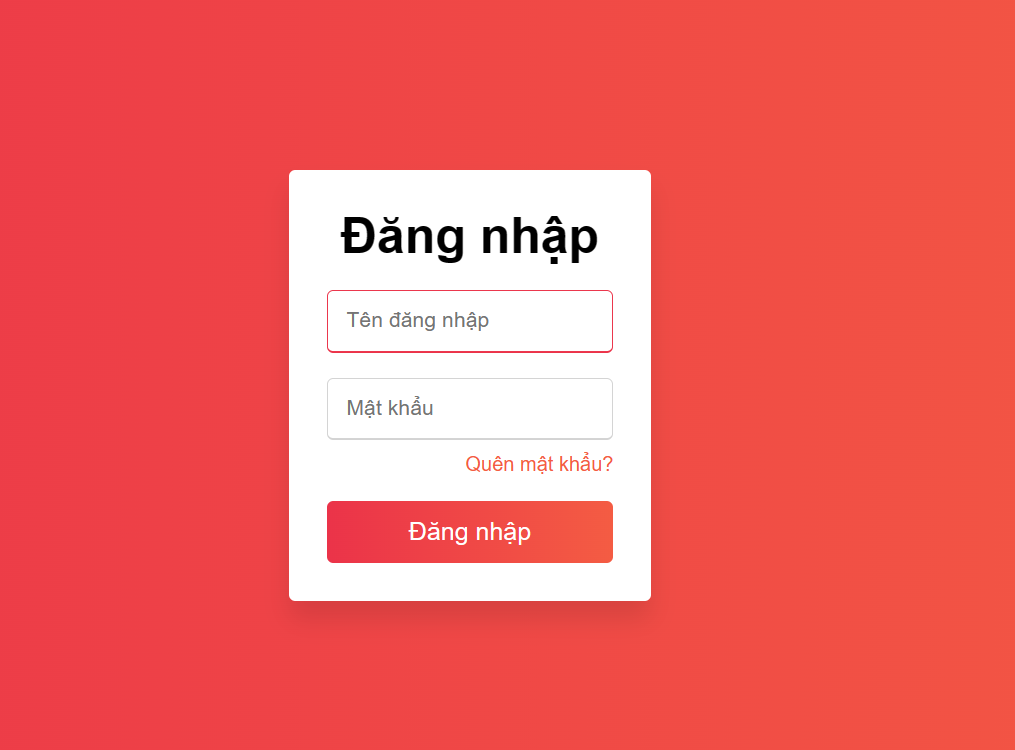 Đăng nhập
Tên đăng nhập
Mật khẩu
Quên mật khẩu?
Đăng nhập